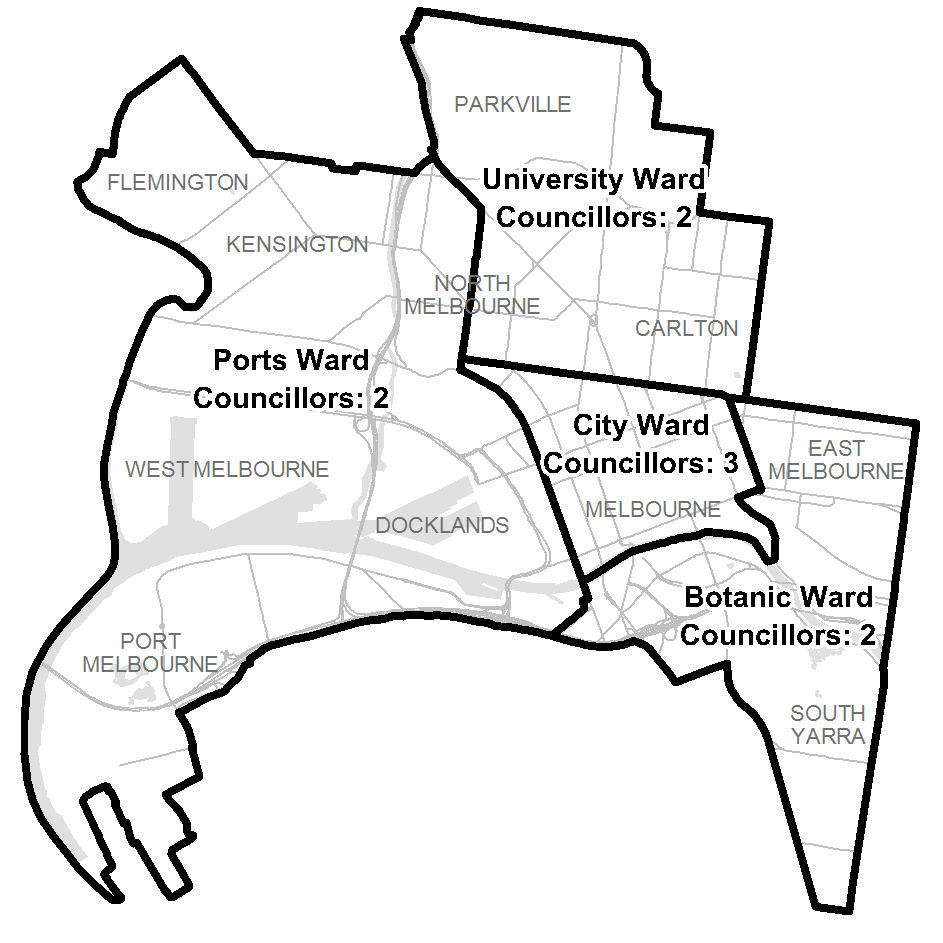 PARKVILLE
University Ward
Councillors: 2
FLEMINGTON
KENSINGTON
NORTH
MELBOURNE
CARLTON
Ports Ward
Councillors: 2
City Ward
Councillors: 3
EAST
MELBOURNE
WEST MELBOURNE
MELBOURNE
DOCKLANDS
Botanic Ward
Councillors: 2
PORT
MELBOURNE
SOUTH
YARRA